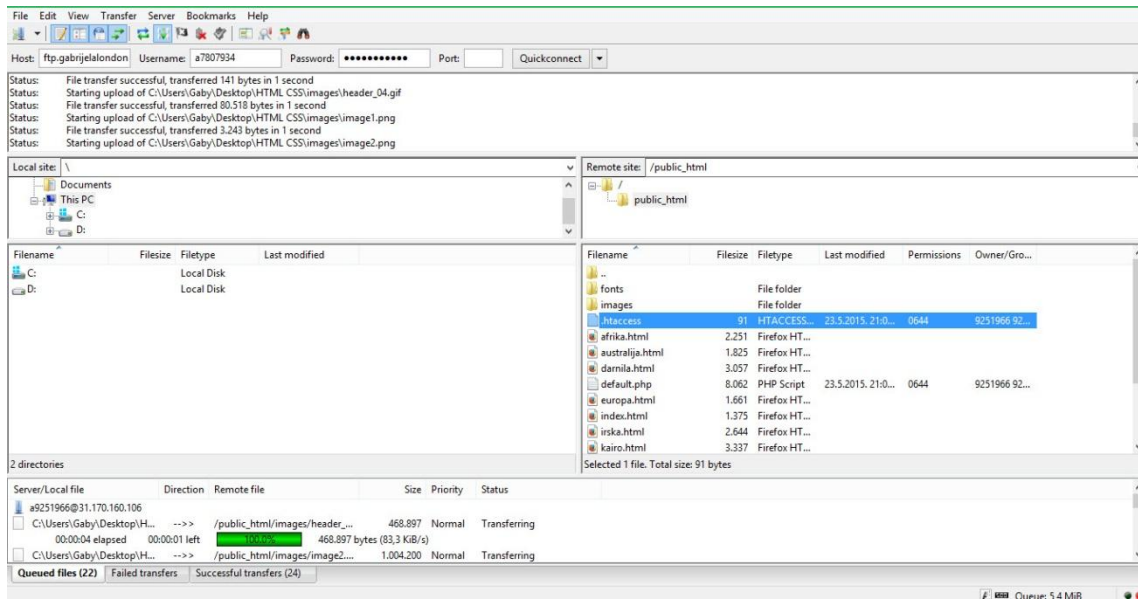 File Edit View Transfer Server Bookmarks Help
Host: ftp.gabrijelalondon Username: a7807934 Password: ●●●●●●●●●●● Port: Quickconnect
Status: File transfer successful, transferred 141 bytes in 1 second
Status: Starting upload of C:\Users\Gaby\Desktop\HTML CSS\images\header_04.gif
Status: File transfer successful, transferred 80.518 bytes in 1 second
Status: Starting upload of C:\Users\Gaby\Desktop\HTML CSS\images\image1.png
Status: File transfer successful, transferred 3.243 bytes in 1 second
Status: Starting upload of C:\Users\Gaby\Desktop\HTML CSS\images\image2.png
Local site: \
Documents
This PC
C:
D:
Remote site: /public_html
/
public_html
Filename Filesize Filetype Last modified
C: Local Disk
D: Local Disk
2 directories
Filename Filesize Filetype Last modified Permissions Owner/Gro...
..
fonts File folder
images File folder
.htaccess 91 HTACCESS... 23.5.2015. 21:0... 0644 9251966 92...
afrika.html 2.251 Firefox HT...
australija.html 1.825 Firefox HT...
darnila.html 3.057 Firefox HT...
default.php 8.062 PHP Script 23.5.2015. 21:0... 0644 9251966 92...
europa.html 1.661 Firefox HT...
index.html 1.375 Firefox HT...
irska.html 2.644 Firefox HT...
kairo.html 3.337 Firefox HT...
Selected 1 file. Total size: 91 bytes
Server/Local file Direction Remote file Size Priority Status
a9251966@31.170.160.106
C:\Users\Gaby\Desktop\H... -->> /public_html/images/header_... 468.897 Normal Transferring
00:00:04 elapsed 00:00:01 left 100.0% 468.897 bytes (83,3 KiB/s)
C:\Users\Gaby\Desktop\H... -->> /public_html/images/image2.... 1.004.200 Normal Transferring
Queued files (22) Failed transfers Successful transfers (24)
Queue: 5,4 MiB